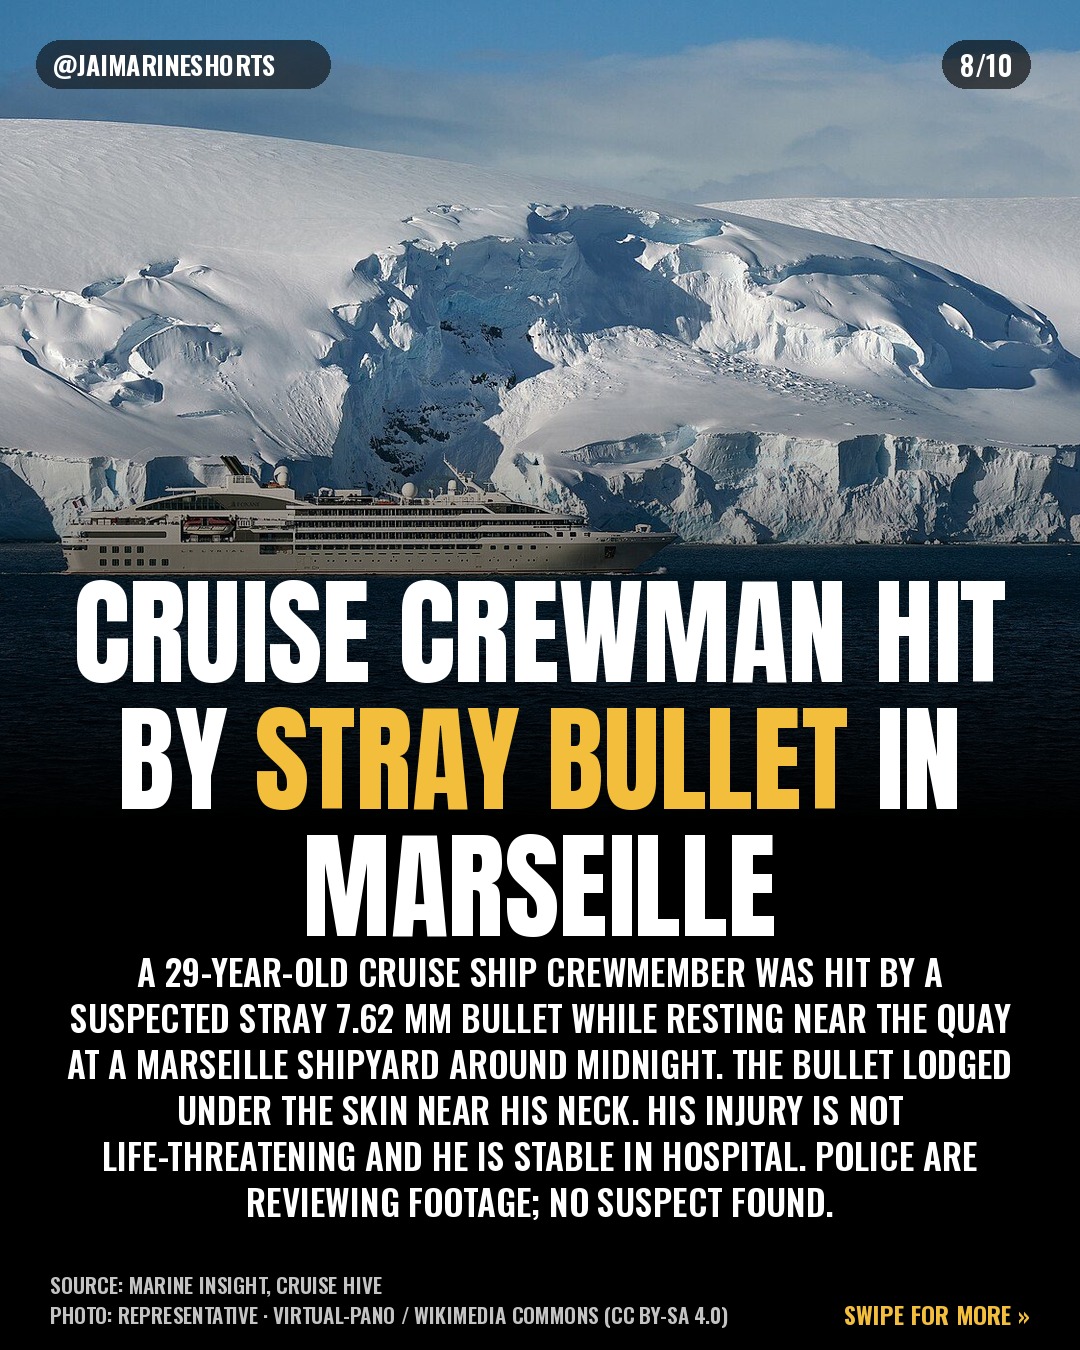 @JAIMARINESHORTS
8/10
LE LYRIAL
CRUISE CREWMAN HIT
BY STRAY BULLET IN
MARSEILLE
A 29-YEAR-OLD CRUISE SHIP CREWMEMBER WAS HIT BY A
SUSPECTED STRAY 7.62 MM BULLET WHILE RESTING NEAR THE QUAY
AT A MARSEILLE SHIPYARD AROUND MIDNIGHT. THE BULLET LODGED
UNDER THE SKIN NEAR HIS NECK. HIS INJURY IS NOT
LIFE-THREATENING AND HE IS STABLE IN HOSPITAL. POLICE ARE
REVIEWING FOOTAGE; NO SUSPECT FOUND.
SOURCE: MARINE INSIGHT, CRUISE HIVE
PHOTO: REPRESENTATIVE · VIRTUAL-PANO / WIKIMEDIA COMMONS (CC BY-SA 4.0)
SWIPE FOR MORE »